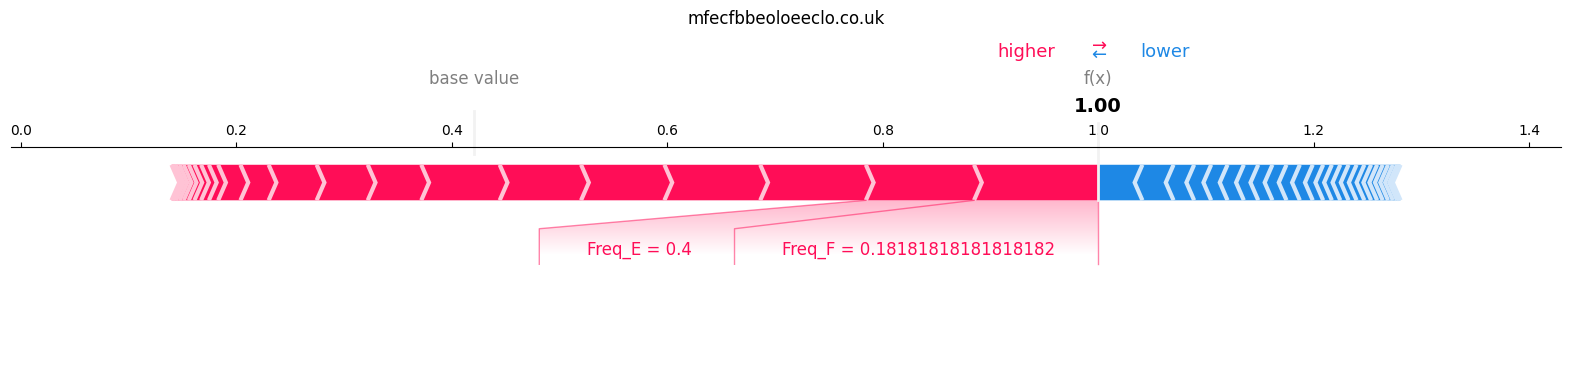 mfecfbbeoloeeclo.co.uk
higher → ← lower
base value f(x)
1.00
0.0 0.2 0.4 0.6 0.8 1.0 1.2 1.4
Freq_E = 0.4 Freq_F = 0.18181818181818182